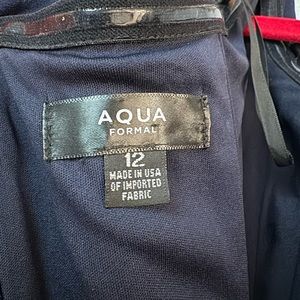 AQUA
FORMAL
12
MADE IN USA
OF IMPORTED
FABRIC